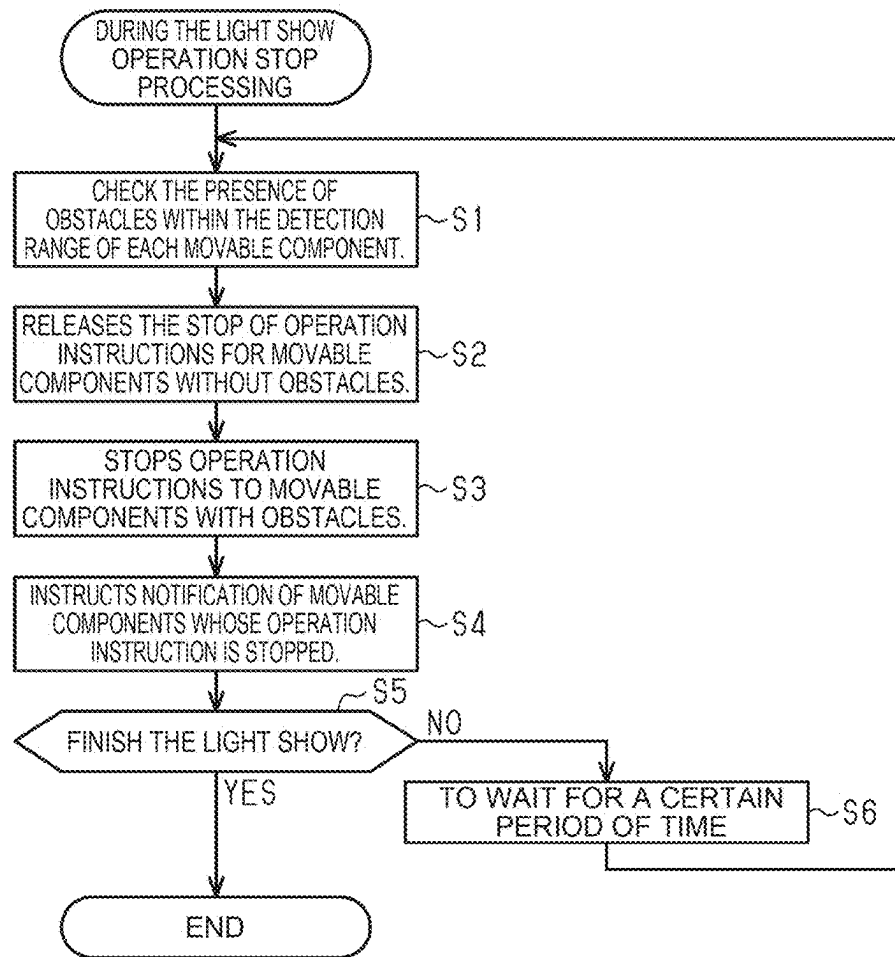 DURING THE LIGHT SHOW
OPERATION STOP
PROCESSING
CHECK THE PRESENCE OF
OBSTACLES WITHIN THE DETECTION
RANGE OF EACH MOVABLE COMPONENT.
S1
RELEASES THE STOP OF OPERATION
INSTRUCTIONS FOR MOVABLE
COMPONENTS WITHOUT OBSTACLES.
S2
STOPS OPERATION
INSTRUCTIONS TO MOVABLE
COMPONENTS WITH OBSTACLES.
S3
INSTRUCTS NOTIFICATION OF MOVABLE
COMPONENTS WHOSE OPERATION
INSTRUCTION IS STOPPED.
S4
S5
FINISH THE LIGHT SHOW?
NO
YES
TO WAIT FOR A CERTAIN
PERIOD OF TIME
S6
END